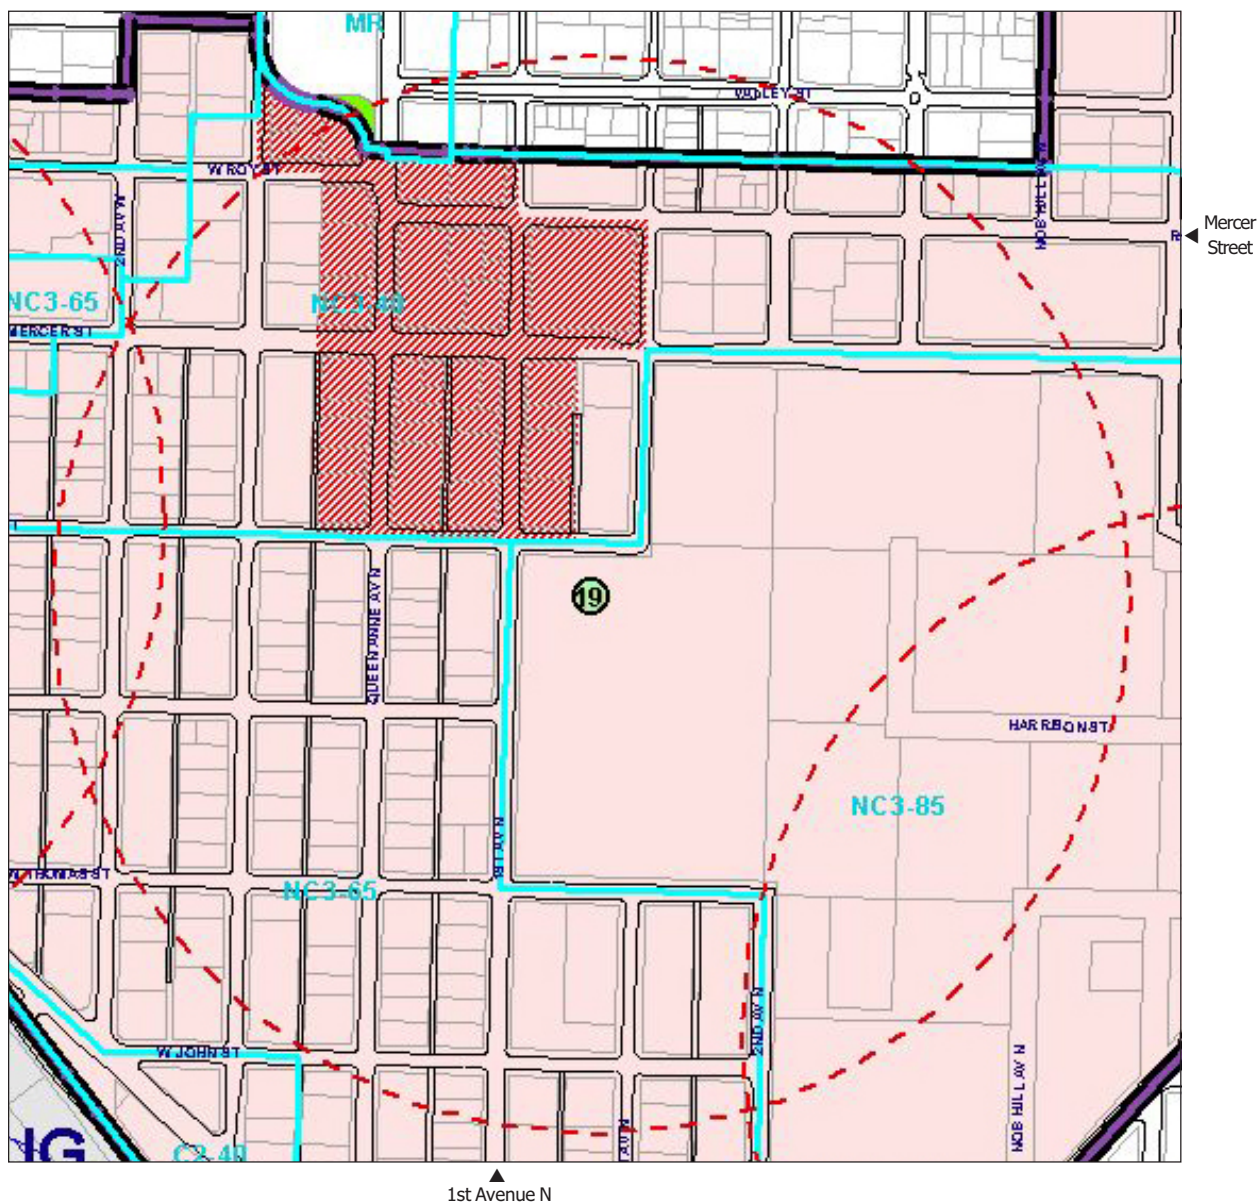 MR
VALLEY ST
W ROY ST
2ND AV W
NOB HILL AV N
Mercer
Street
R
NC3-65
NC3-40
MERCER ST
19
QUEEN ANNE AV N
HARRISON ST
NC3-85
1ST AV N
W THOMAS ST
NC3-65
2ND AV N
W JOHN ST
NOB HILL AV N
AV N
IG
C2-40
1st Avenue N